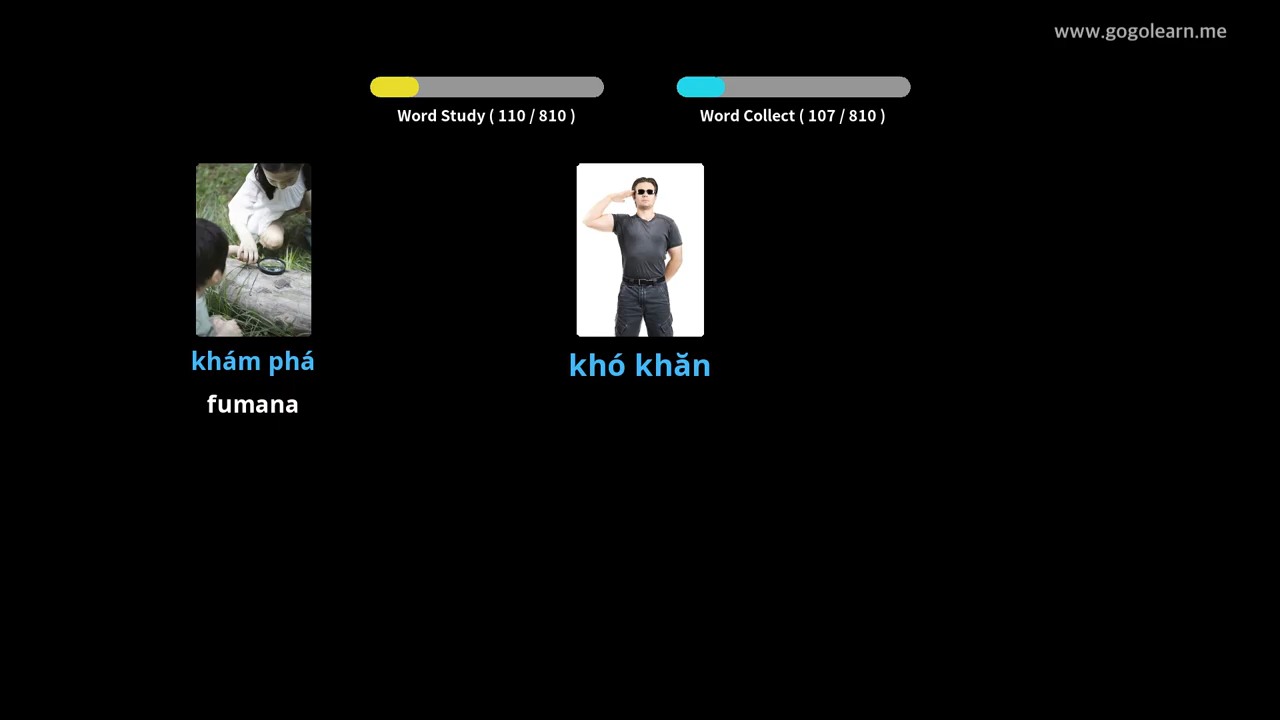 www.gogolearn.me
Word Study ( 110 / 810 )
Word Collect ( 107 / 810 )
khám phá
fumana
khó khăn